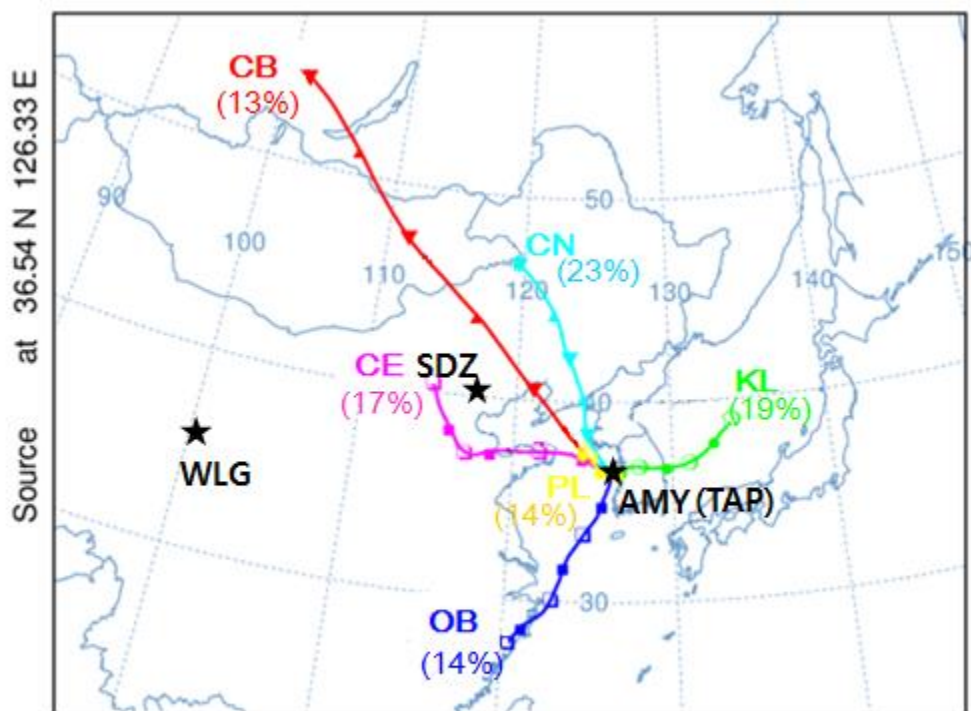 Source at 36.54 N 126.33 E
CB
(13%)
90
50
CN
(23%)
100
150
110
120
130
140
CE
SDZ
(17%)
KL
(19%)
40
WLG
PL
(14%)
AMY (TAP)
30
OB
(14%)